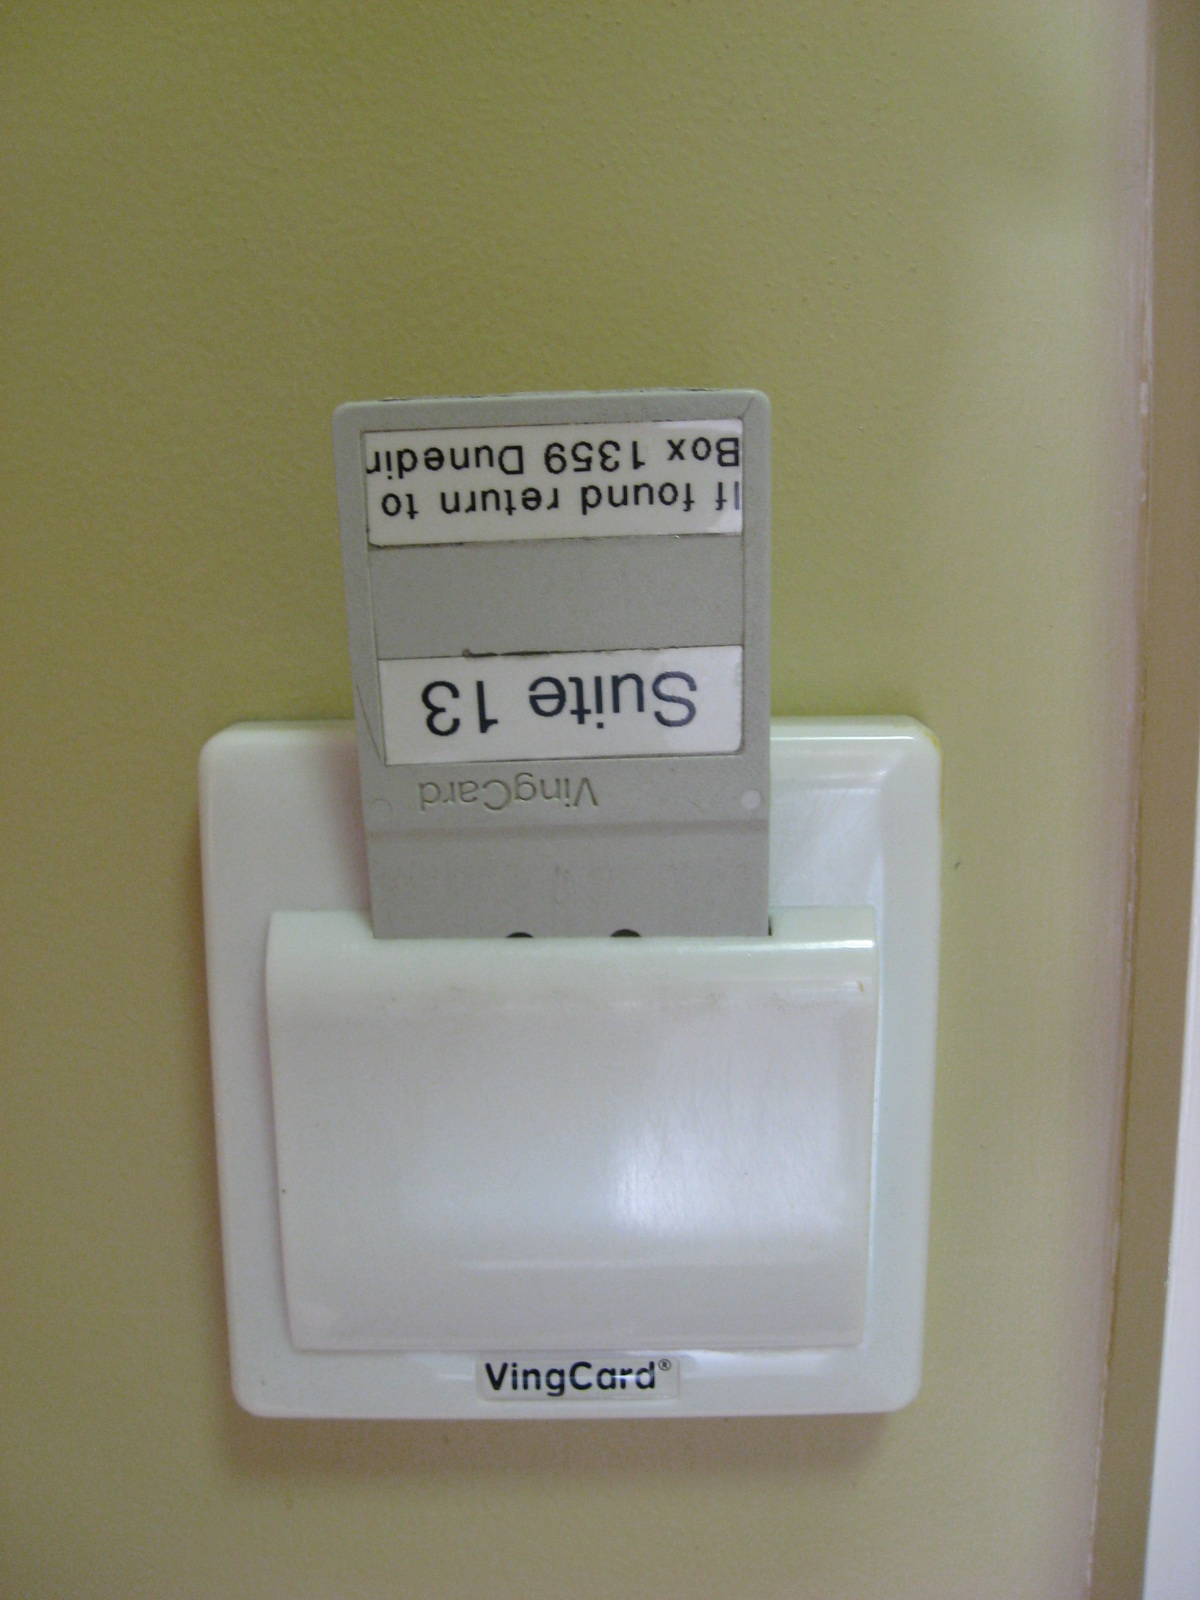 If found return to
Box 1359 Dunedin
Suite 13
VingCard
VingCard®